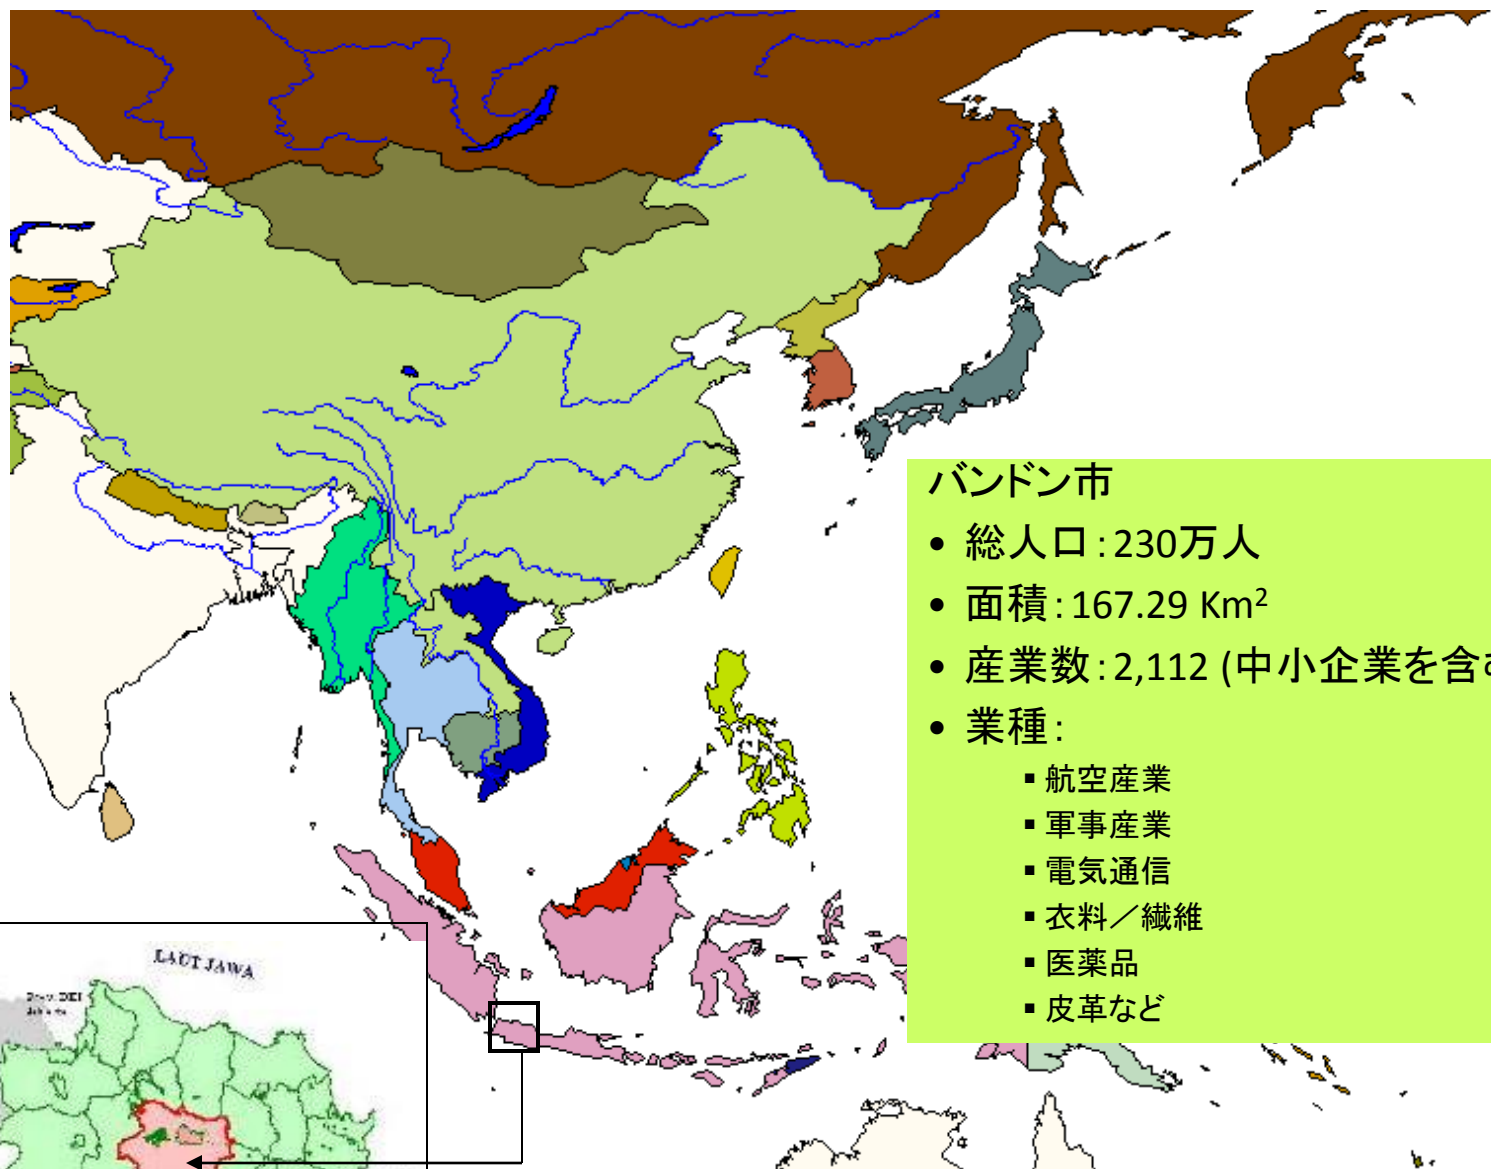 バンドン市
• 総人口：230万人
• 面積：167.29 Km²
• 産業数：2,112 (中小企業を含
• 業種：
▪ 航空産業
▪ 軍事産業
▪ 電気通信
▪ 衣料／繊維
▪ 医薬品
▪ 皮革など
LAUT JAWA